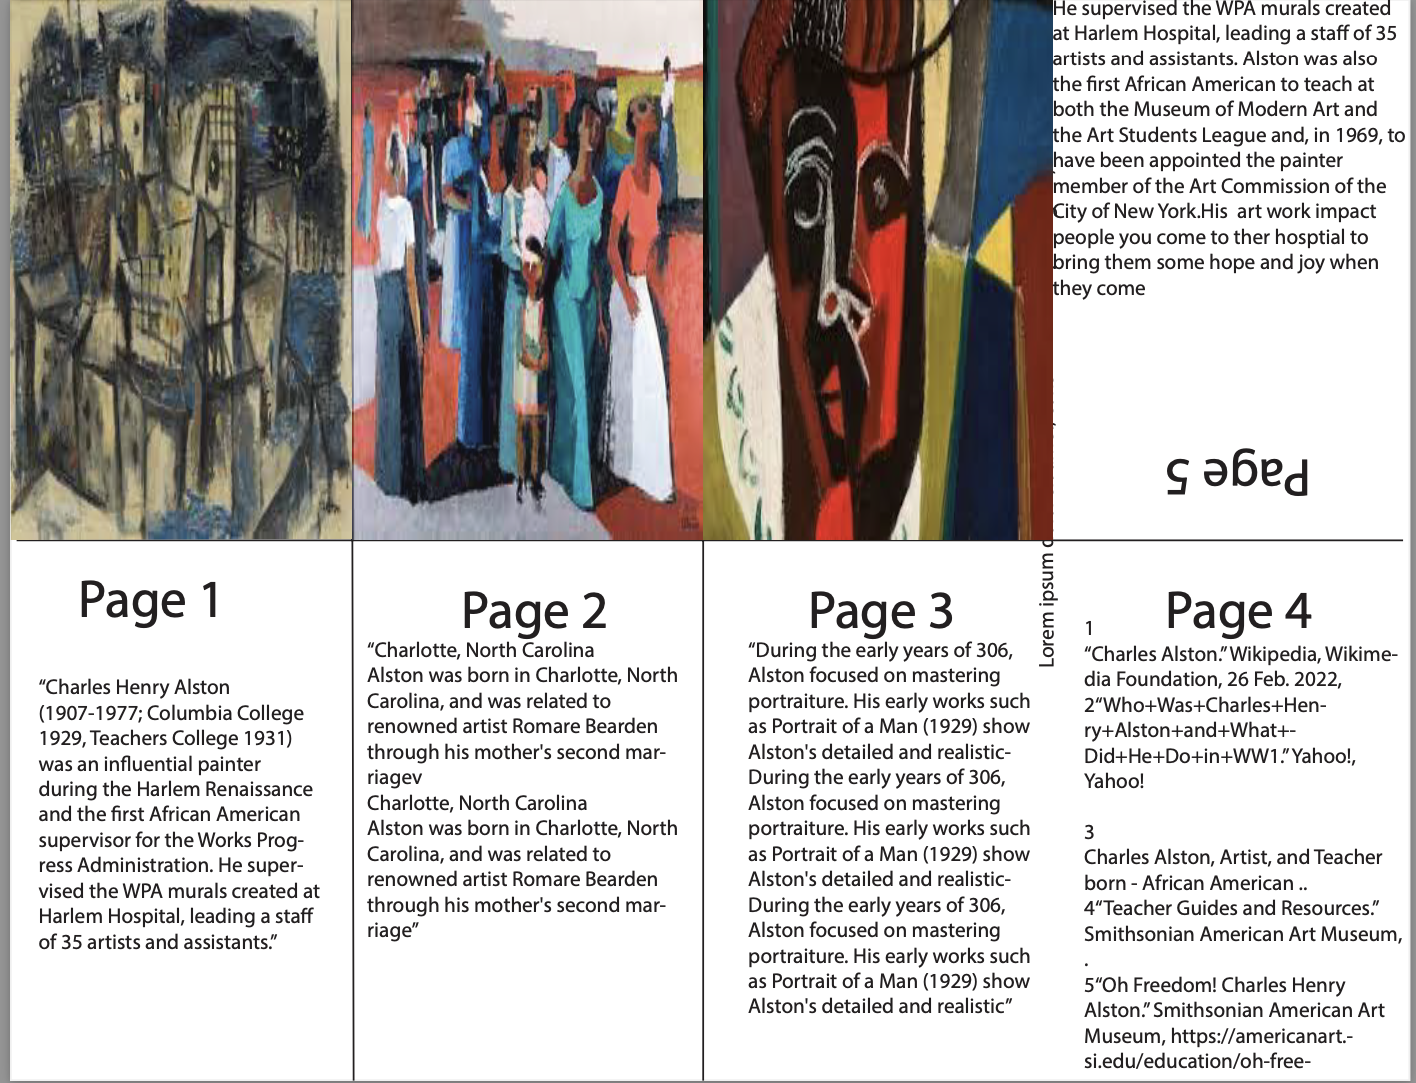 He supervised the WPA murals created
at Harlem Hospital, leading a staff of 35
artists and assistants. Alston was also
the first African American to teach at
both the Museum of Modern Art and
the Art Students League and, in 1969, to
have been appointed the painter
member of the Art Commission of the
City of New York.His  art work impact
people you come to ther hosptial to
bring them some hope and joy when
they come
Page 5
Page 1
“Charles Henry Alston
(1907-1977; Columbia College
1929, Teachers College 1931)
was an influential painter
during the Harlem Renaissance
and the first African American
supervisor for the Works Prog-
ress Administration. He super-
vised the WPA murals created at
Harlem Hospital, leading a staff
of 35 artists and assistants.”
Page 2
“Charlotte, North Carolina
Alston was born in Charlotte, North
Carolina, and was related to
renowned artist Romare Bearden
through his mother's second mar-
riagev
Charlotte, North Carolina
Alston was born in Charlotte, North
Carolina, and was related to
renowned artist Romare Bearden
through his mother's second mar-
riage”
Page 3
“During the early years of 306,
Alston focused on mastering
portraiture. His early works such
as Portrait of a Man (1929) show
Alston's detailed and realistic-
During the early years of 306,
Alston focused on mastering
portraiture. His early works such
as Portrait of a Man (1929) show
Alston's detailed and realistic-
During the early years of 306,
Alston focused on mastering
portraiture. His early works such
as Portrait of a Man (1929) show
Alston's detailed and realistic”
Lorem ipsum
Page 4
1
“Charles Alston.” Wikipedia, Wikime-
dia Foundation, 26 Feb. 2022,
2“Who+Was+Charles+Hen-
ry+Alston+and+What+-
Did+He+Do+in+WW1.” Yahoo!,
Yahoo!
3
Charles Alston, Artist, and Teacher
born - African American ..
4“Teacher Guides and Resources.”
Smithsonian American Art Museum,
.
5“Oh Freedom! Charles Henry
Alston.” Smithsonian American Art
Museum, https://americanart.-
si.edu/education/oh-free-